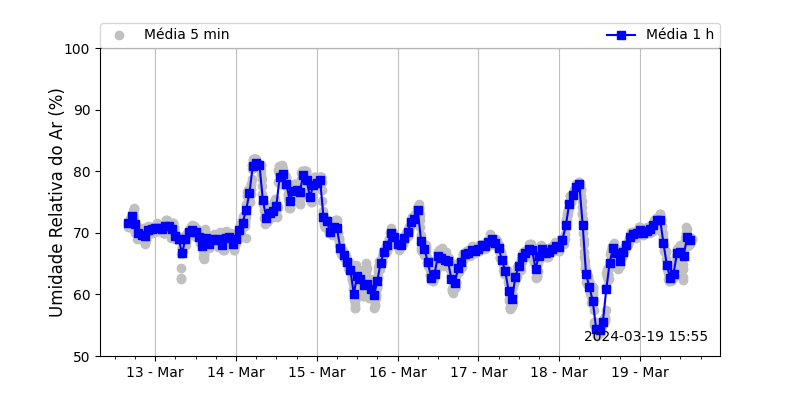 Média 5 min
Média 1 h
Umidade Relativa do Ar (%)
100
90
80
70
60
50
2024-03-19 15:55
13 - Mar
14 - Mar
15 - Mar
16 - Mar
17 - Mar
18 - Mar
19 - Mar